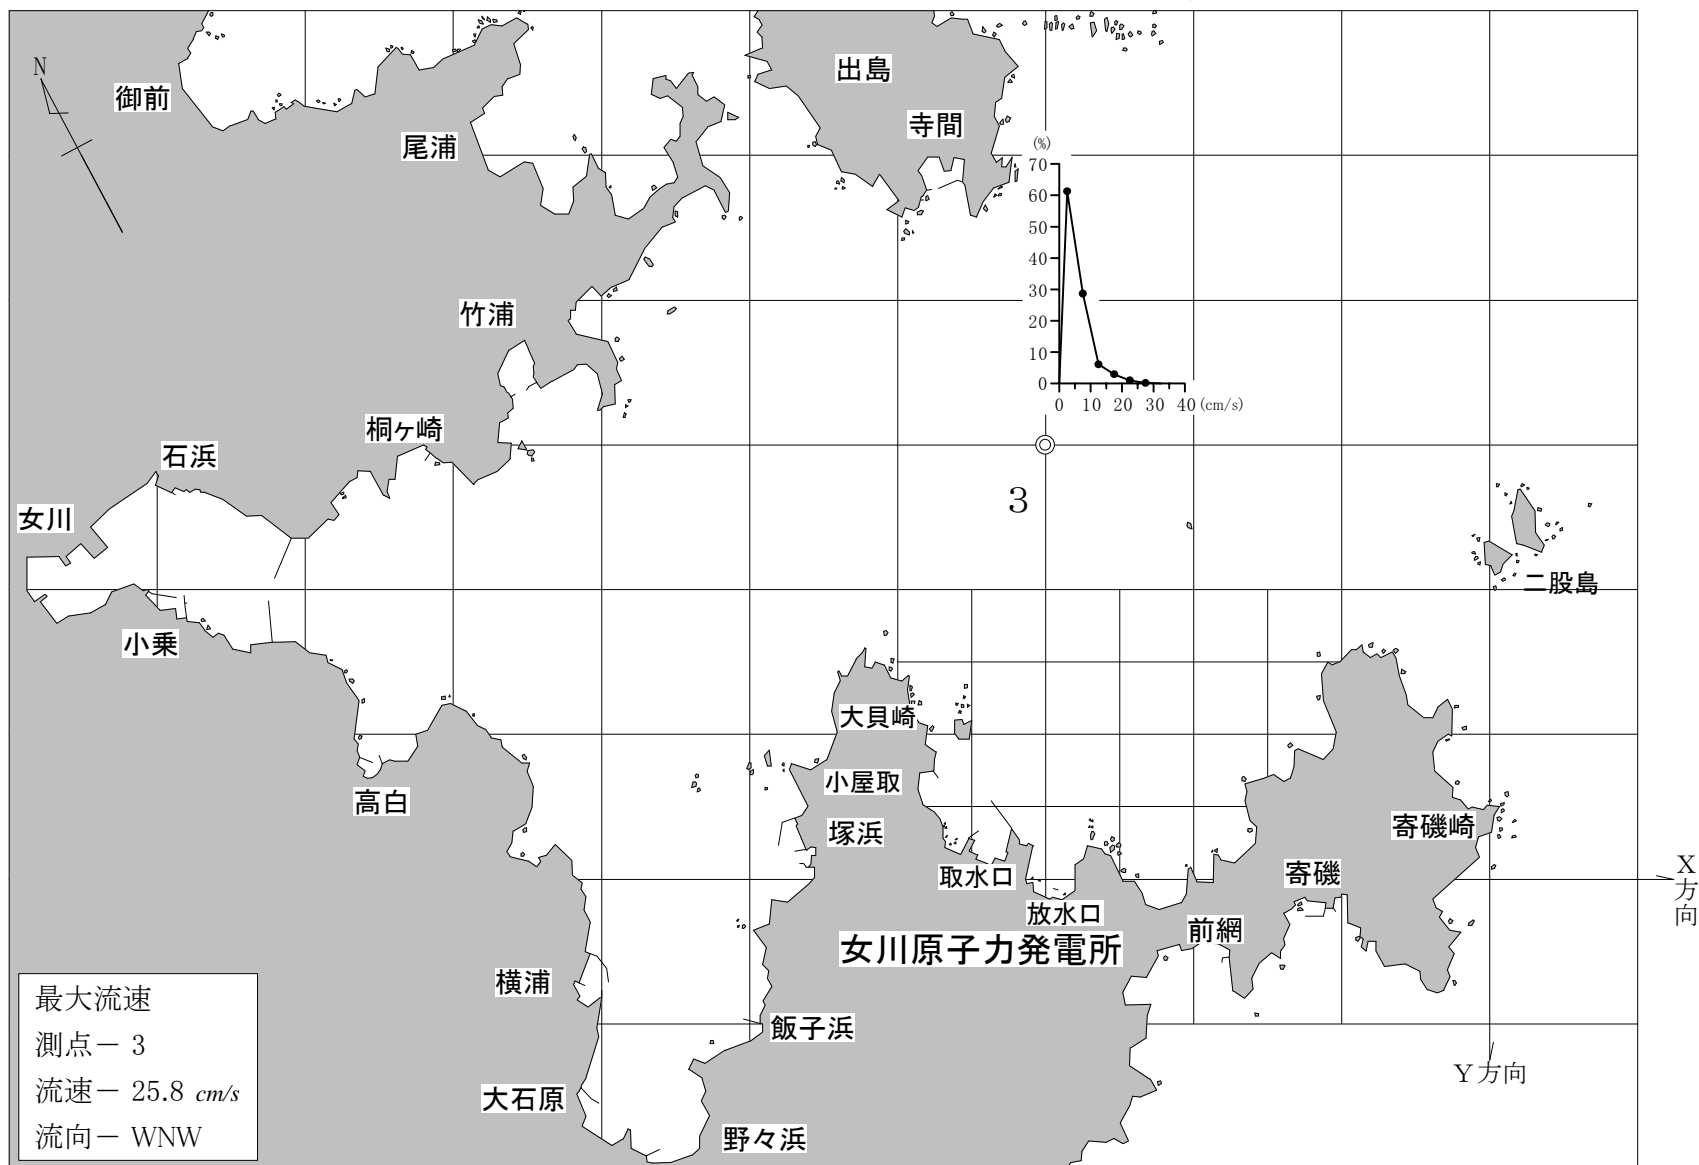 N
御前
尾浦
出島
寺間
(%)
70
60
50
40
30
20
10
0
0 10 20 30 40 (cm/s)
竹浦
桐ヶ崎
石浜
女川
3
二股島
小乗
大貝崎
高白
小屋取
塚浜
寄磯崎
取水口
寄磯
X方向
放水口
前網
女川原子力発電所
横浦
飯子浜
Y方向
大石原
野々浜
最大流速
測点－ 3
流速－ 25.8 cm/s
流向－ WNW